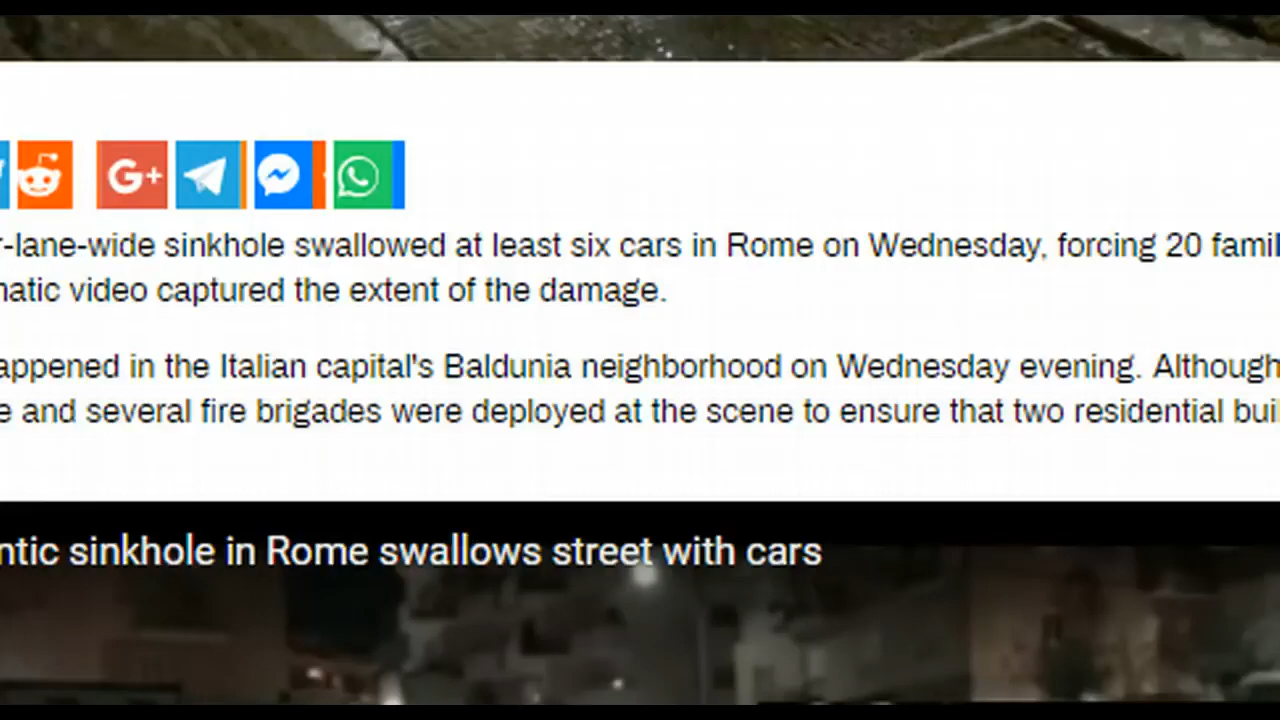 G+
r-lane-wide sinkhole swallowed at least six cars in Rome on Wednesday, forcing 20 famil
natic video captured the extent of the damage.
appened in the Italian capital's Baldunia neighborhood on Wednesday evening. Although
e and several fire brigades were deployed at the scene to ensure that two residential bui
ntic sinkhole in Rome swallows street with cars